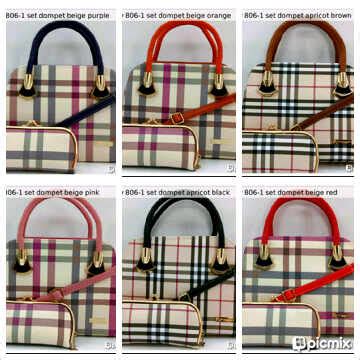 806-1 set dompet beige purple
806-1 set dompet beige orange
806-1 set dompet apricot brown
806-1 set dompet beige pink
806-1 set dompet apricot black
806-1 set dompet beige red
picmix